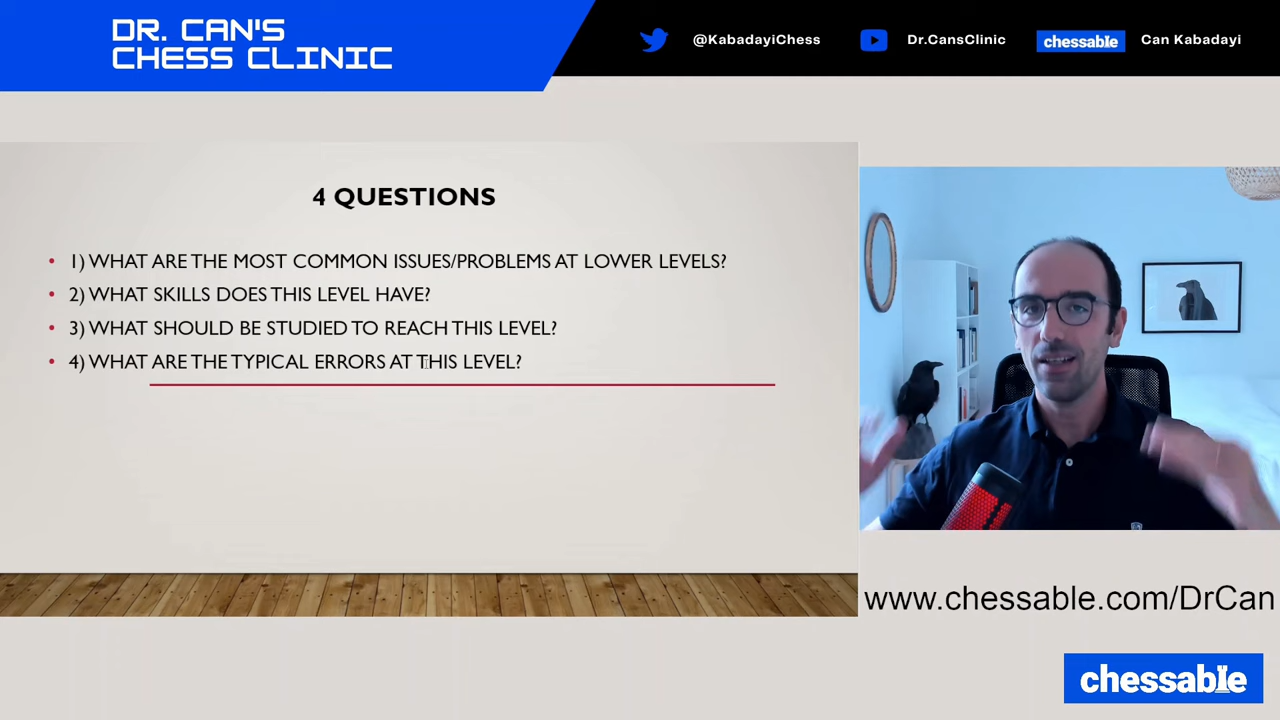 DR. CAN'S
CHESS CLINIC
@KabadayiChess
Dr.CansClinic
chessable
Can Kabadayi
4 QUESTIONS
• 1) WHAT ARE THE MOST COMMON ISSUES/PROBLEMS AT LOWER LEVELS?
• 2) WHAT SKILLS DOES THIS LEVEL HAVE?
• 3) WHAT SHOULD BE STUDIED TO REACH THIS LEVEL?
• 4) WHAT ARE THE TYPICAL ERRORS AT THIS LEVEL?
www.chessable.com/DrCan
chessable